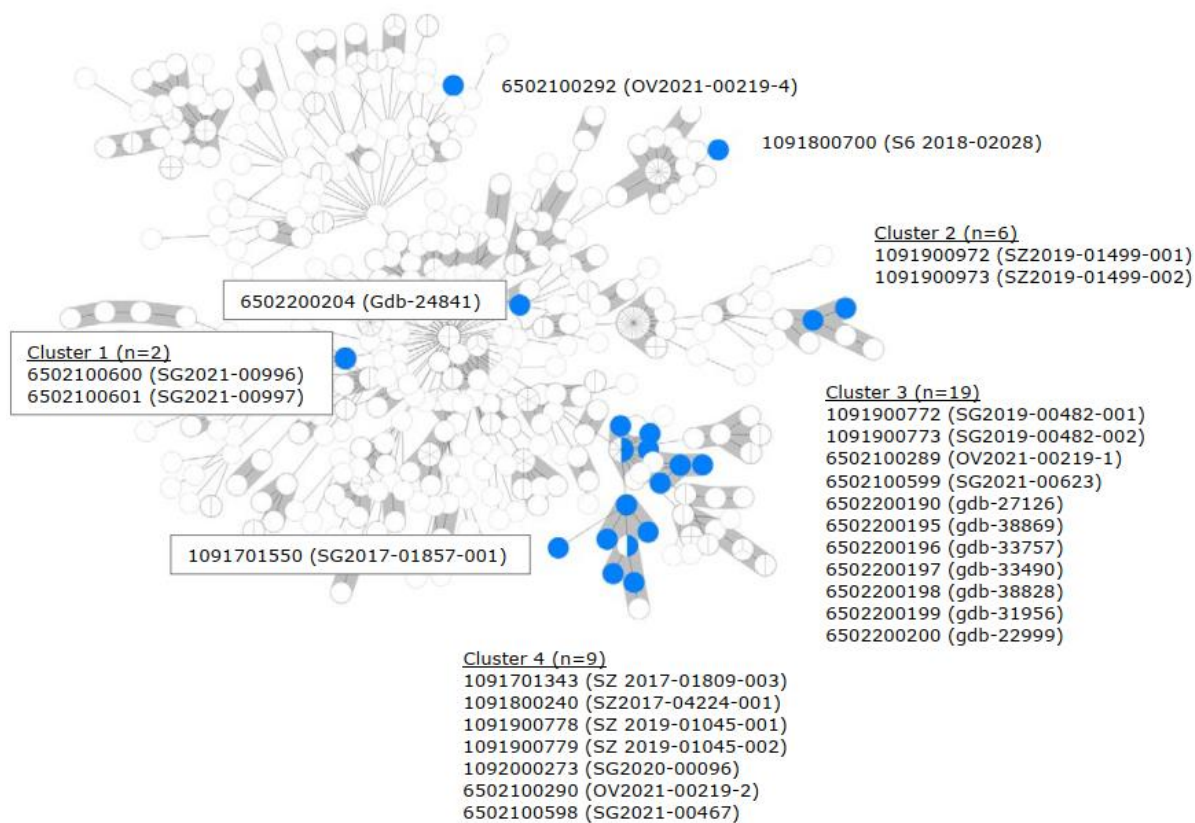 6502100292 (OV2021-00219-4)
1091800700 (S6 2018-02028)
Cluster 2 (n=6)
1091900972 (SZ2019-01499-001)
1091900973 (SZ2019-01499-002)
6502200204 (Gdb-24841)
Cluster 1 (n=2)
6502100600 (SG2021-00996)
6502100601 (SG2021-00997)
Cluster 3 (n=19)
1091900772 (SG2019-00482-001)
1091900773 (SG2019-00482-002)
6502100289 (OV2021-00219-1)
6502100599 (SG2021-00623)
6502200190 (gdb-27126)
6502200195 (gdb-38869)
6502200196 (gdb-33757)
6502200197 (gdb-33490)
6502200198 (gdb-38828)
6502200199 (gdb-31956)
6502200200 (gdb-22999)
1091701550 (SG2017-01857-001)
Cluster 4 (n=9)
1091701343 (SZ 2017-01809-003)
1091800240 (SZ2017-04224-001)
1091900778 (SZ 2019-01045-001)
1091900779 (SZ 2019-01045-002)
1092000273 (SG2020-00096)
6502100290 (OV2021-00219-2)
6502100598 (SG2021-00467)